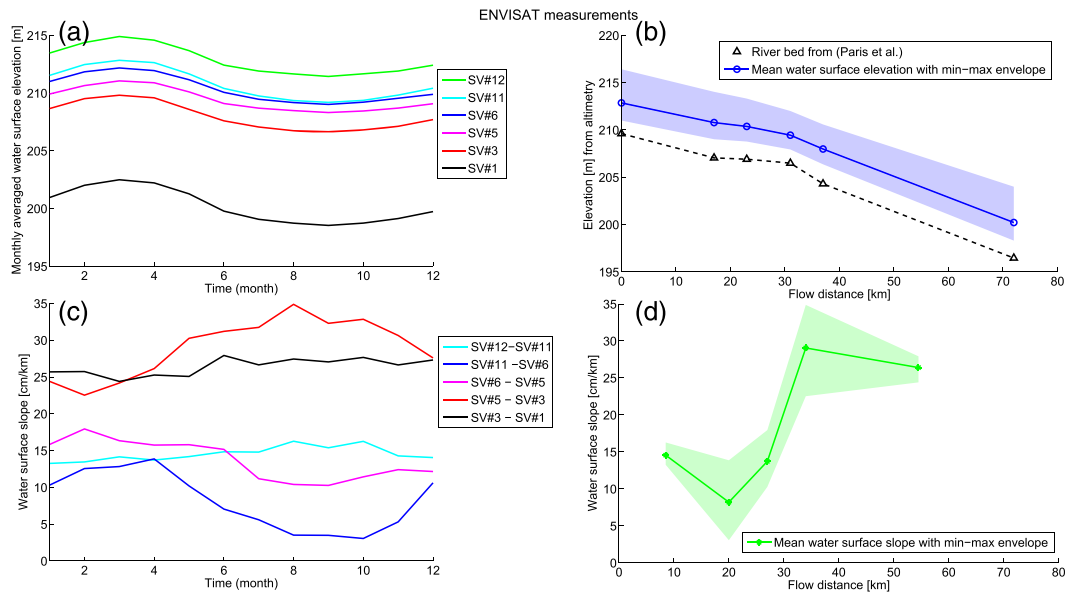 ENVISAT measurements
(a)
Monthly averaged water surface elevation [m]
215
210
205
200
195
2
4
6
8
10
12
Time (month)
SV#12
SV#11
SV#6
SV#5
SV#3
SV#1
(b)
Elevation [m] from altimetry
220
215
210
205
200
195
0
10
20
30
40
50
60
70
80
Flow distance [km]
River bed from (Paris et al.)
Mean water surface elevation with min−max envelope
(c)
Water surface slope [cm/km]
35
30
25
20
15
10
5
0
2
4
6
8
10
12
Time (month)
SV#12−SV#11
SV#11 −SV#6
SV#6 − SV#5
SV#5 − SV#3
SV#3 − SV#1
(d)
Water surface slope [cm/km]
35
30
25
20
15
10
5
0
0
10
20
30
40
50
60
70
80
Flow distance [km]
Mean water surface slope with min−max envelope